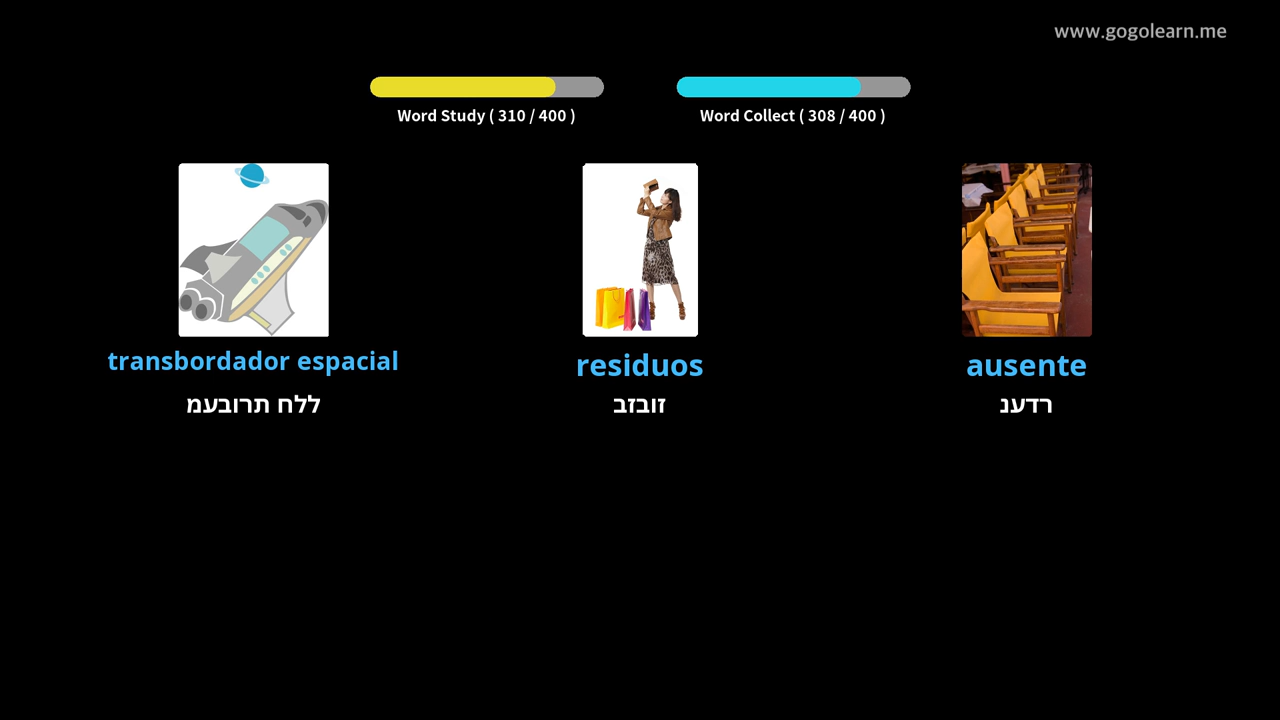 www.gogolearn.me
Word Study ( 310 / 400 )
Word Collect ( 308 / 400 )
transbordador espacial
ללח תרובעמ
residuos
זובזב
ausente
רדענ